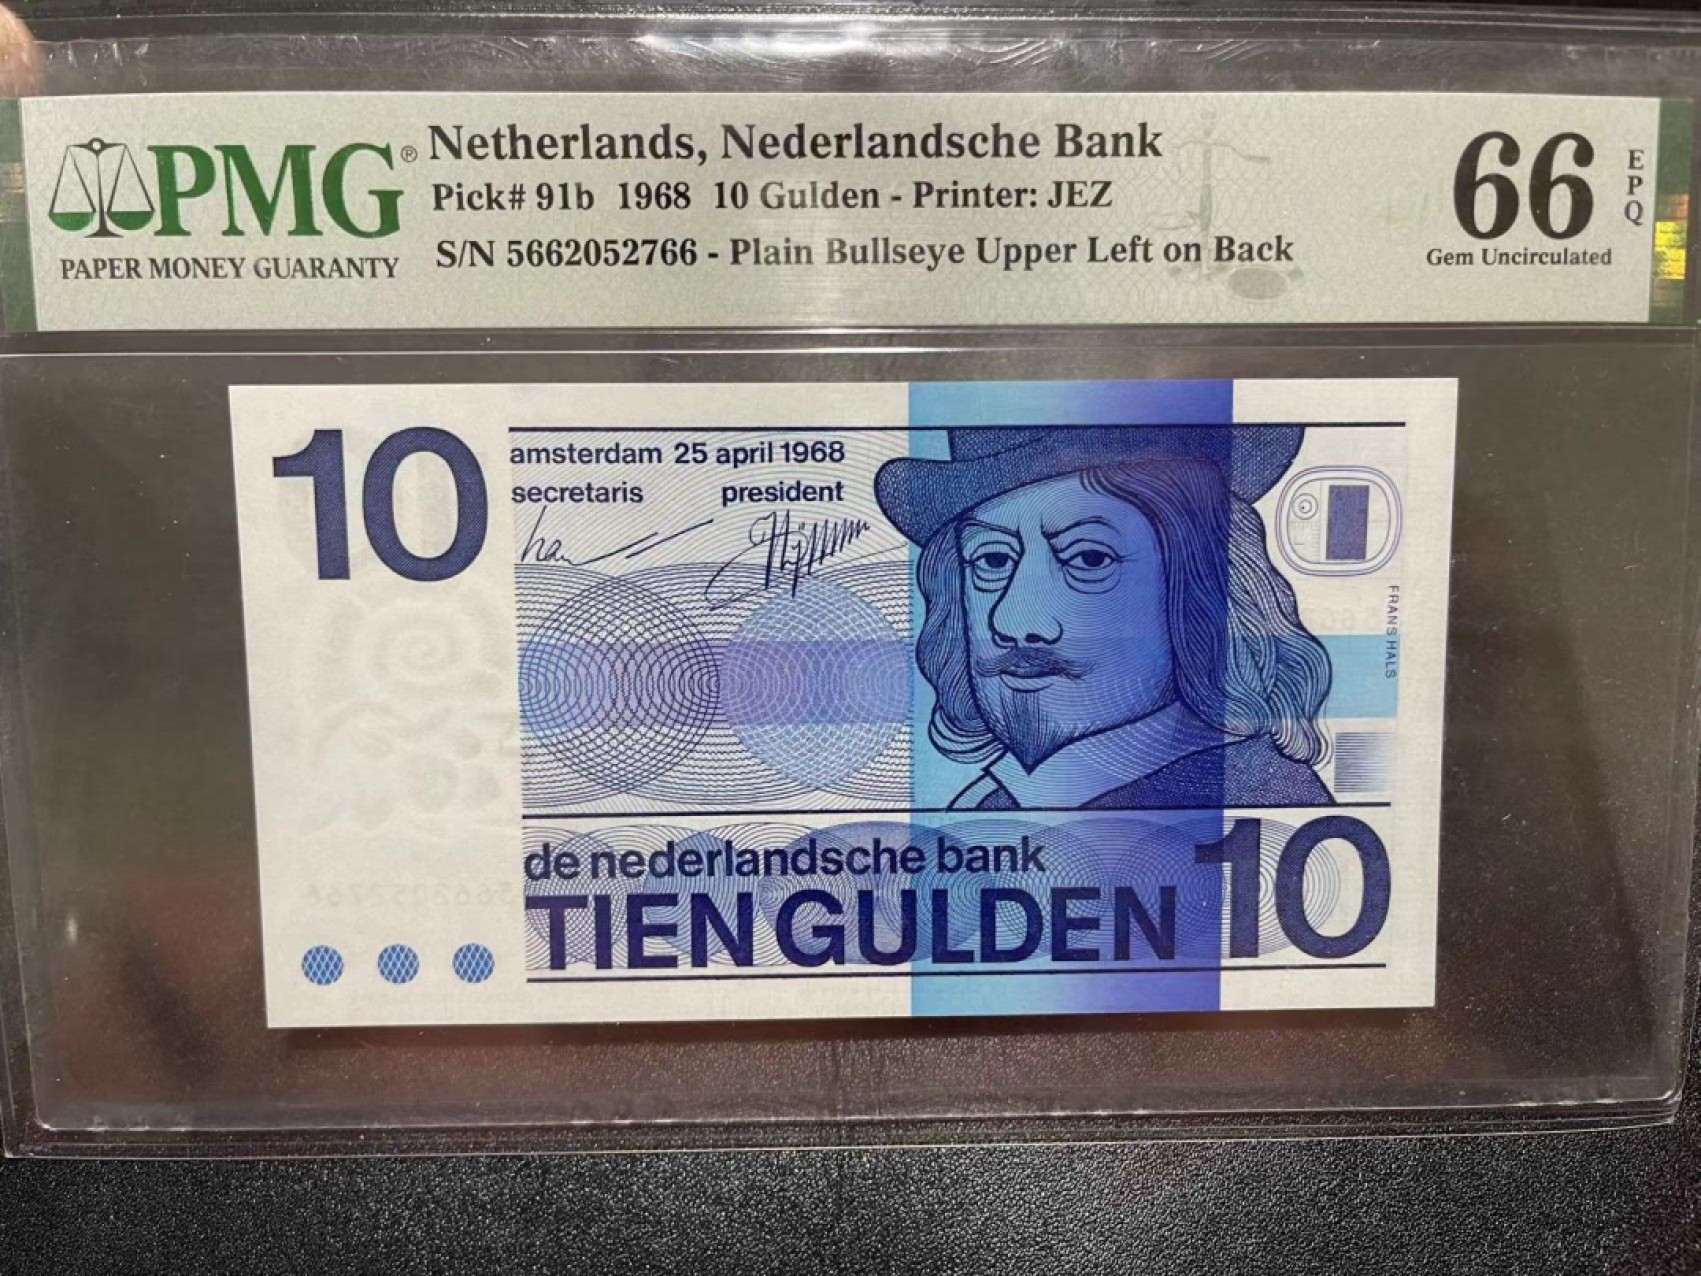 PMG®
PAPER MONEY GUARANTY
Netherlands, Nederlandsche Bank
Pick# 91b 1968 10 Gulden - Printer: JEZ
S/N 5662052766 - Plain Bullseye Upper Left on Back
66
EPQ
Gem Uncirculated
10
amsterdam 25 april 1968
secretaris president
FRANS HALS
de nederlandsche bank
TIEN GULDEN 10